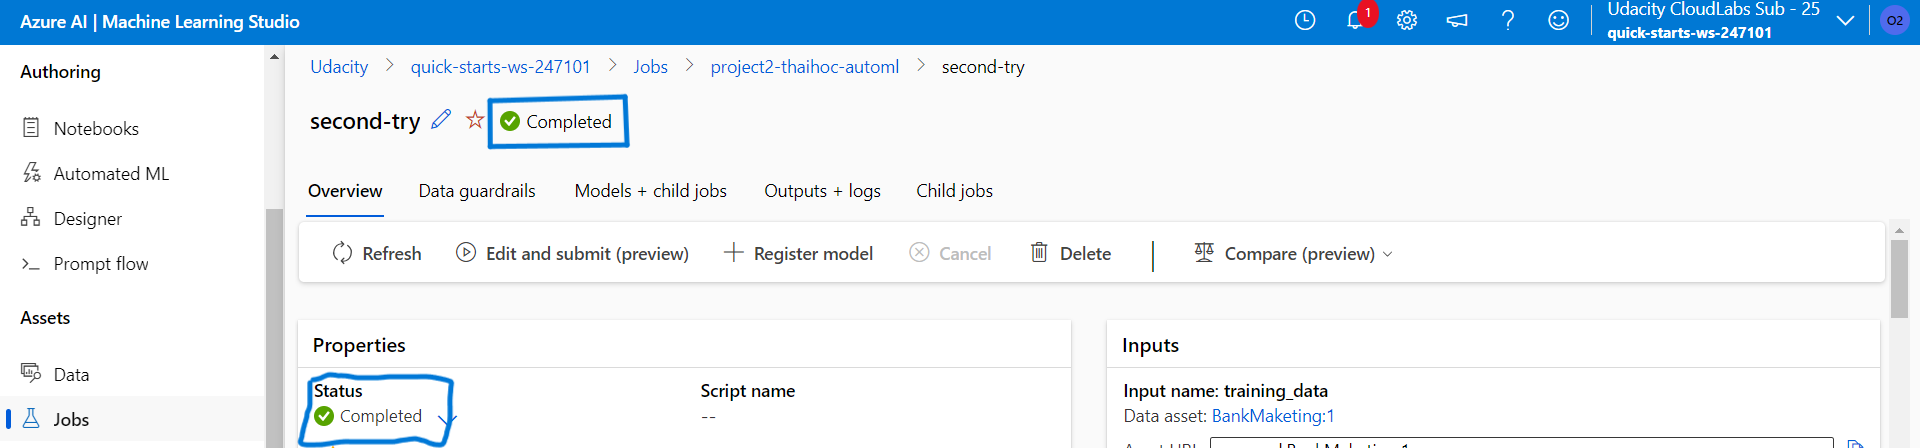 Azure AI | Machine Learning Studio
1
Udacity CloudLabs Sub - 25
quick-starts-ws-247101
O2
Authoring
Notebooks
Automated ML
Designer
Prompt flow
Assets
Data
Jobs
Udacity > quick-starts-ws-247101 > Jobs > project2-thaihoc-automl > second-try
second-try Completed
Overview Data guardrails Models + child jobs Outputs + logs Child jobs
Refresh Edit and submit (preview) Register model Cancel Delete Compare (preview)
Properties
Status
Completed
Script name
--
Inputs
Input name: training_data
Data asset: BankMaketing:1